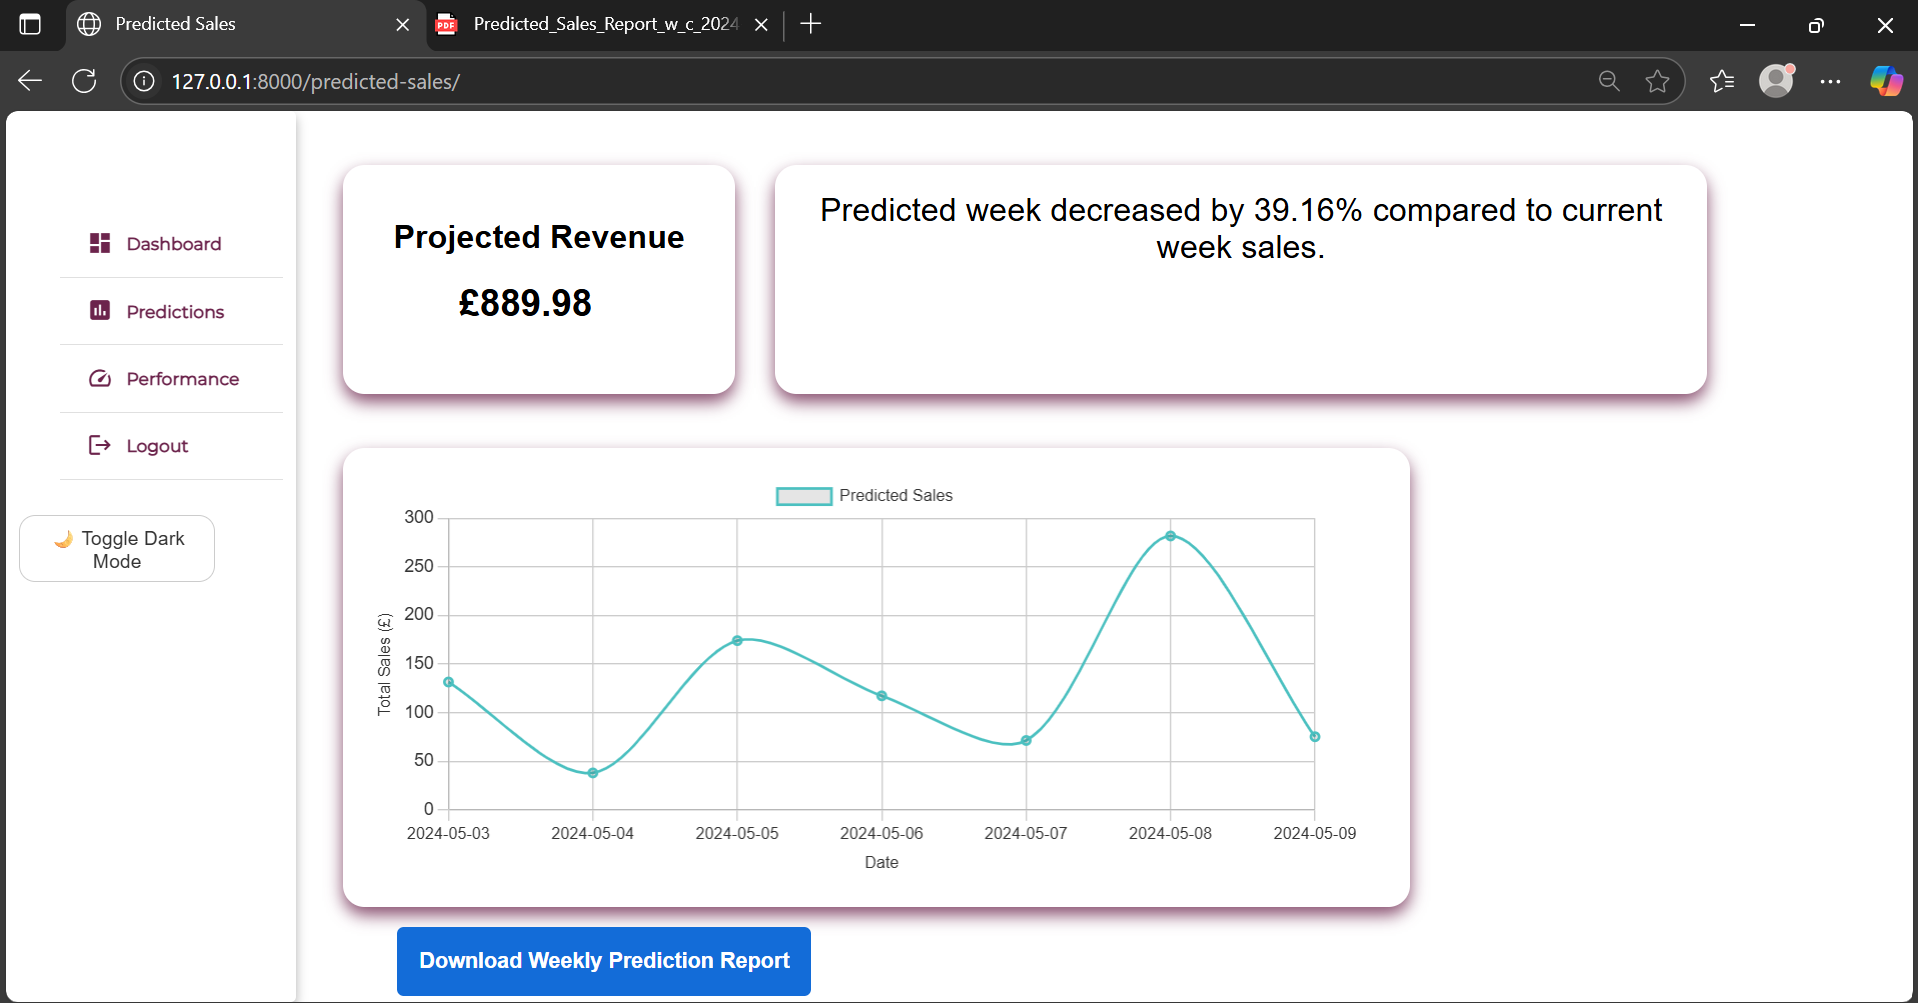 Predicted Sales
Predicted_Sales_Report_w_c_2024
127.0.0.1:8000/predicted-sales/
Dashboard
Predictions
Performance
Logout
🌙 Toggle Dark
Mode
Projected Revenue
£889.98
Predicted week decreased by 39.16% compared to current
week sales.
Predicted Sales
Total Sales (£)
300
250
200
150
100
50
0
2024-05-03 2024-05-04 2024-05-05 2024-05-06 2024-05-07 2024-05-08 2024-05-09
Date
Download Weekly Prediction Report